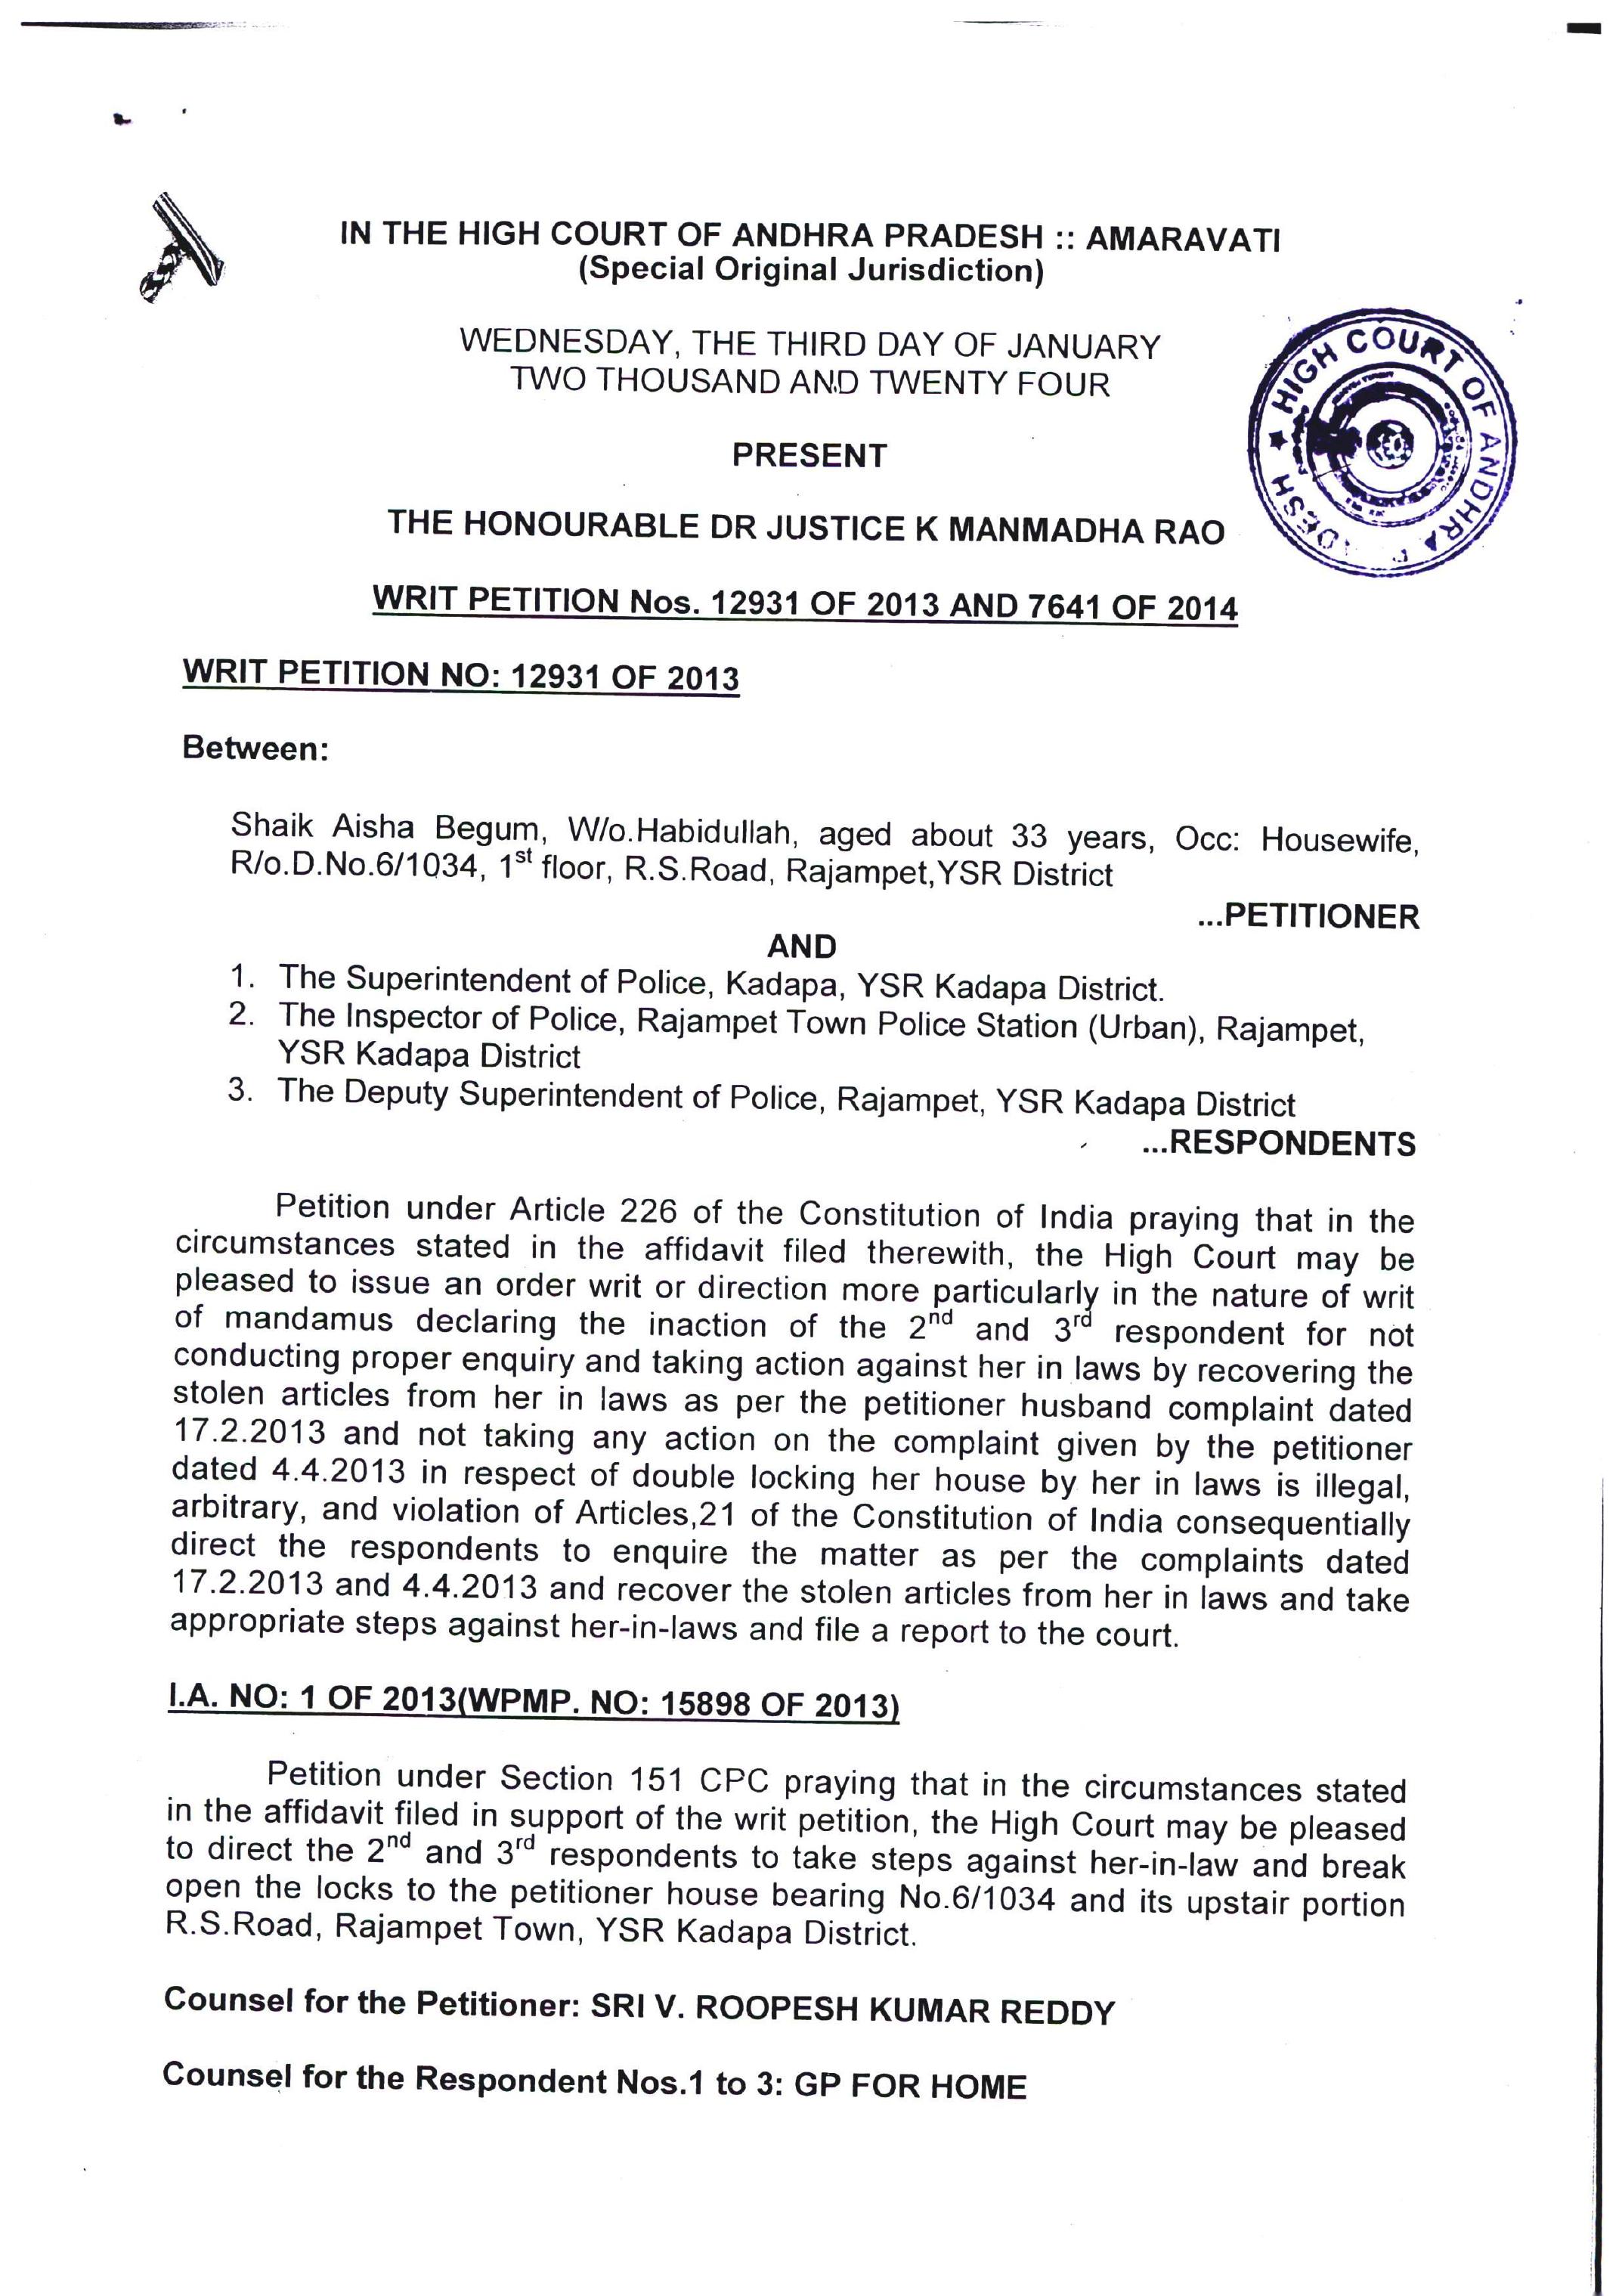 IN THE HIGH COURT OF ANDHRA PRADESH :: AMARAVATI
(Special Original Jurisdiction)
WEDNESDAY, THE THIRD DAY OF JANUARY
TWO THOUSAND AND TWENTY FOUR
HIGH COURT OF ANDHRA
PRESENT
THE HONOURABLE DR JUSTICE K MANMADHA RAO
WRIT PETITION Nos. 12931 OF 2013 AND 7641 OF 2014
WRIT PETITION NO: 12931 OF 2013
Between:
Shaik Aisha Begum, W/o.Habidullah, aged about 33 years, Occ: Housewife,
R/o.D.No.6/1034, 1st floor, R.S.Road, Rajampet,YSR District
...PETITIONER
AND
1. The Superintendent of Police, Kadapa, YSR Kadapa District.
2. The Inspector of Police, Rajampet Town Police Station (Urban), Rajampet,
YSR Kadapa District
3. The Deputy Superintendent of Police, Rajampet, YSR Kadapa District
...RESPONDENTS
Petition under Article 226 of the Constitution of India praying that in the
circumstances stated in the affidavit filed therewith, the High Court may be
pleased to issue an order writ or direction more particularly in the nature of writ
of mandamus declaring the inaction of the 2nd and 3rd respondent for not
conducting proper enquiry and taking action against her in laws by recovering the
stolen articles from her in laws as per the petitioner husband complaint dated
17.2.2013 and not taking any action on the complaint given by the petitioner
dated 4.4.2013 in respect of double locking her house by her in laws is illegal,
arbitrary, and violation of Articles,21 of the Constitution of India consequentially
direct the respondents to enquire the matter as per the complaints dated
17.2.2013 and 4.4.2013 and recover the stolen articles from her in laws and take
appropriate steps against her-in-laws and file a report to the court.
I.A. NO: 1 OF 2013(WPMP. NO: 15898 OF 2013)
Petition under Section 151 CPC praying that in the circumstances stated
in the affidavit filed in support of the writ petition, the High Court may be pleased
to direct the 2nd and 3rd respondents to take steps against her-in-law and break
open the locks to the petitioner house bearing No.6/1034 and its upstair portion
R.S.Road, Rajampet Town, YSR Kadapa District.
Counsel for the Petitioner: SRI V. ROOPESH KUMAR REDDY
Counsel for the Respondent Nos.1 to 3: GP FOR HOME